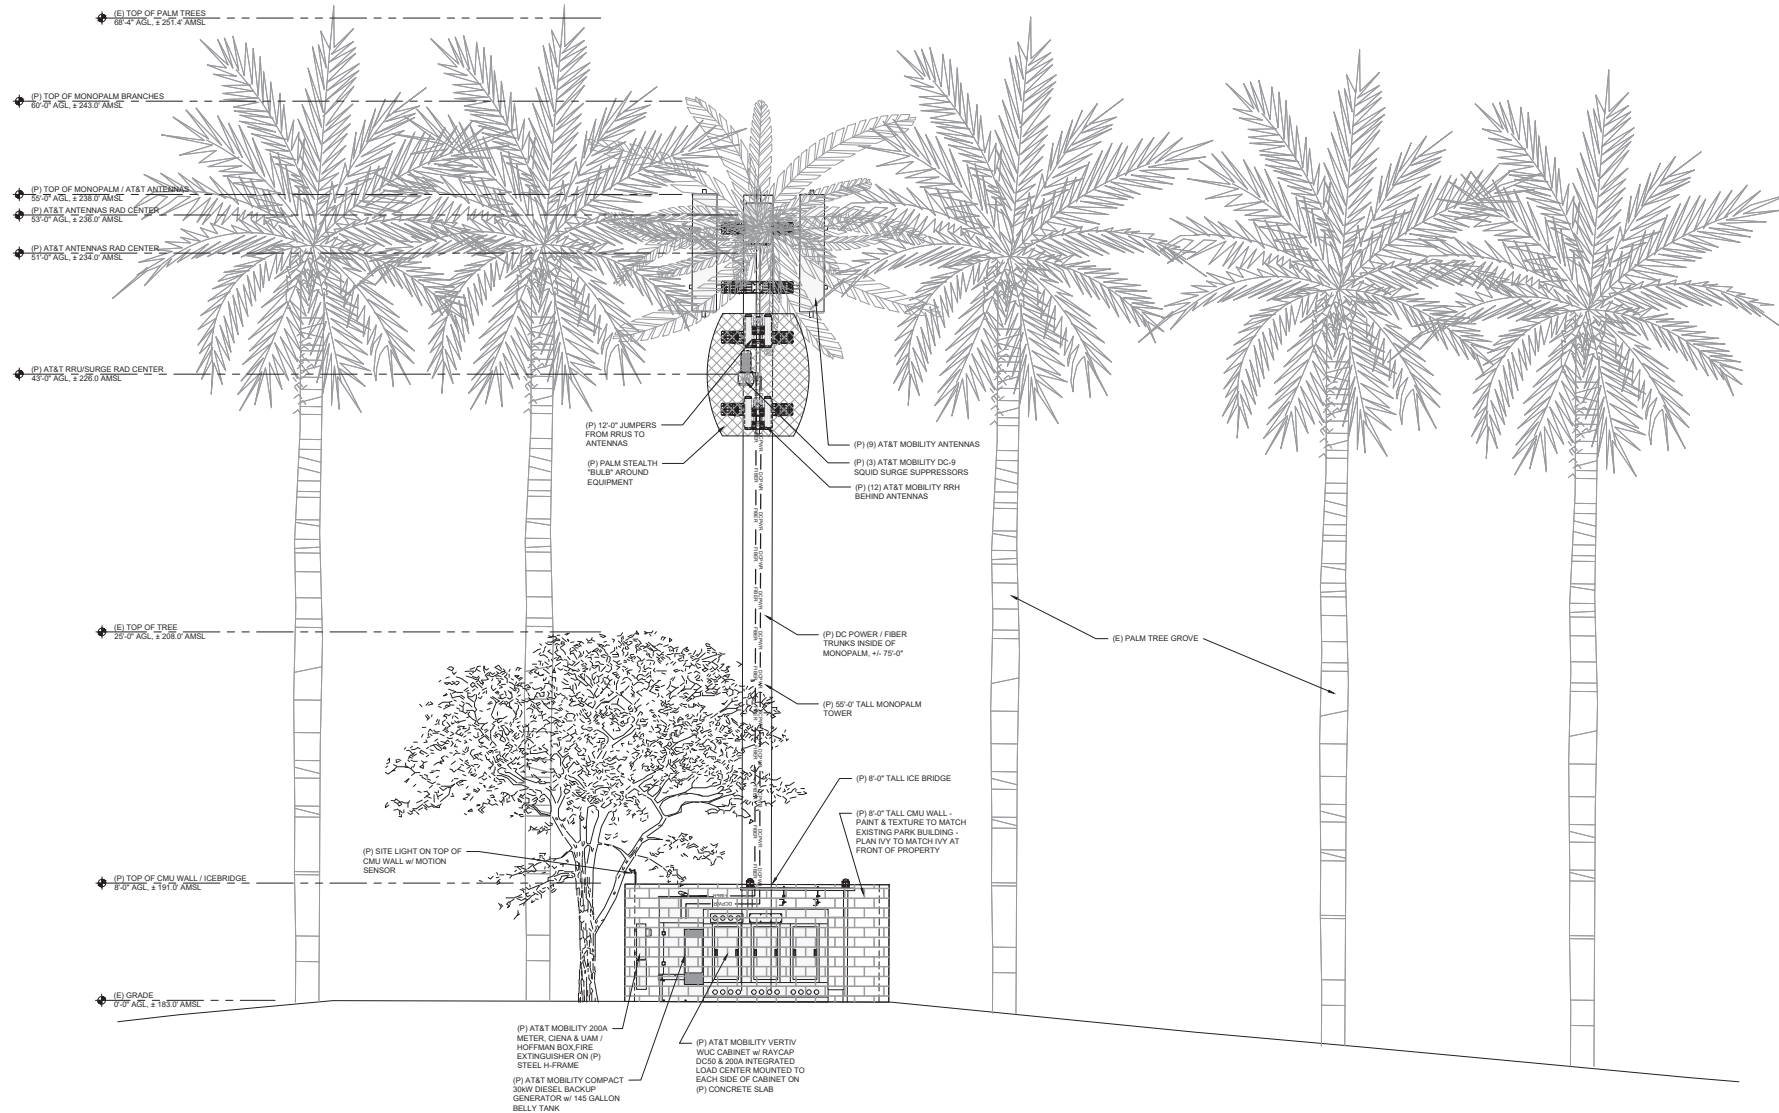 (E) TOP OF PALM TREES
68'-4" AGL, ± 251.4' AMSL
(P) TOP OF MONOPALM BRANCHES
60'-0" AGL, ± 243.0' AMSL
(P) TOP OF MONOPALM / AT&T ANTENNAS
55'-0" AGL, ± 238.0' AMSL
(P) AT&T ANTENNAS RAD CENTER
53'-0" AGL, ± 236.0' AMSL
(P) AT&T ANTENNAS RAD CENTER
51'-0" AGL, ± 234.0' AMSL
(P) AT&T RRU/SURGE RAD CENTER
43'-0" AGL, ± 226.0 AMSL
(P) 12'-0" JUMPERS
FROM RRUS TO
ANTENNAS
(P) PALM STEALTH
"BULB" AROUND
EQUIPMENT
(P) (9) AT&T MOBILITY ANTENNAS
(P) (3) AT&T MOBILITY DC-9
SQUID SURGE SUPPRESSORS
(P) (12) AT&T MOBILITY RRH
BEHIND ANTENNAS
(E) TOP OF TREE
25'-0" AGL, ± 208.0' AMSL
(P) DC POWER / FIBER
TRUNKS INSIDE OF
MONOPALM, +/- 75'-0"
(E) PALM TREE GROVE
(P) 55'-0' TALL MONOPALM
TOWER
(P) 8'-0" TALL ICE BRIDGE
(P) 8'-0" TALL CMU WALL -
PAINT & TEXTURE TO MATCH
EXISTING PARK BUILDING -
PLAN IVY TO MATCH IVY AT
FRONT OF PROPERTY
(P) SITE LIGHT ON TOP OF
CMU WALL w/ MOTION
SENSOR
(P) TOP OF CMU WALL / ICEBRIDGE
8'-0" AGL, ± 191.0' AMSL
FIBER
DCPWR
(E) GRADE
0'-0" AGL, ± 183.0' AMSL
(P) AT&T MOBILITY 200A
METER, CIENA & UAM /
HOFFMAN BOX,FIRE
EXTINGUISHER ON (P)
STEEL H-FRAME
(P) AT&T MOBILITY COMPACT
30kW DIESEL BACKUP
GENERATOR w/ 145 GALLON
BELLY TANK
(P) AT&T MOBILITY VERTIV
WUC CABINET w/ RAYCAP
DC50 & 200A INTEGRATED
LOAD CENTER MOUNTED TO
EACH SIDE OF CABINET ON
(P) CONCRETE SLAB